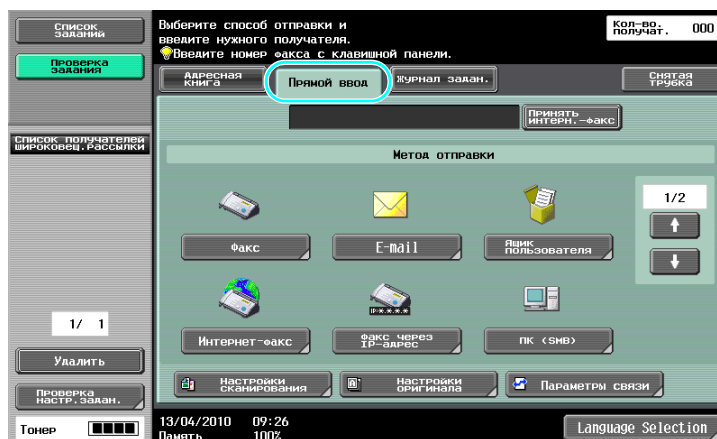 Список
заданий
Проверка
задания
Выберите способ отправки и
введите нужного получателя.
Введите номер факса с клавишной панели.
Кол-во.
получат. 000
Адресная
книга
Прямой ввод
Журнал задан.
Снятая
трубка
Принять
интерн.-факс
Список получателей
широковец.рассылки
Метод отправки
Факс
E-mail
Ящик
пользователя
1/2
Интернет-факс
IP=*.*.*.*
Факс через
IP-адрес
ПК (SMB)
1/ 1
Удалить
Проверка
настр.задан.
Настройки
сканирования
Настройки
оригинала
Параметры связи
Тонер
13/04/2010 09:26
Память 100%
Language Selection